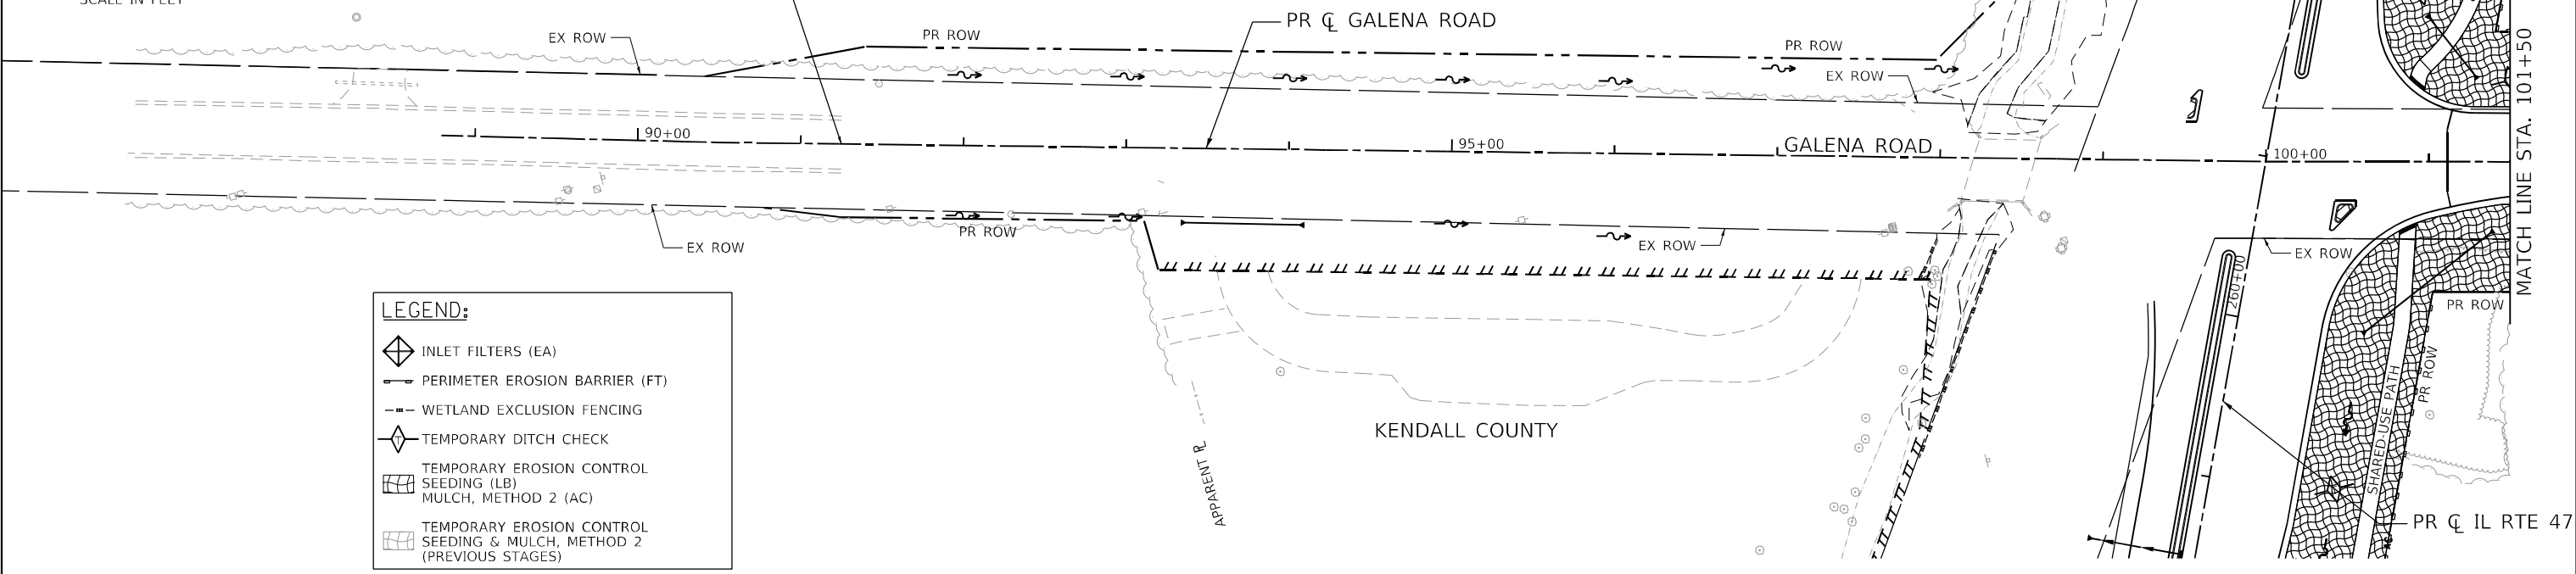 SCALE IN FEET
EX ROW
PR ROW
PR ℄ GALENA ROAD
PR ROW
EX ROW
90+00
95+00
GALENA ROAD
100+00
MATCH LINE STA. 101+50
EX ROW
PR ROW
EX ROW
EX ROW
260+00
PR ROW
PR ROW
SHARED-USE PATH
KENDALL COUNTY
APPARENT ⅊
PR ℄ IL RTE 47
LEGEND:
INLET FILTERS (EA)
PERIMETER EROSION BARRIER (FT)
WETLAND EXCLUSION FENCING
T
TEMPORARY DITCH CHECK
TEMPORARY EROSION CONTROL
SEEDING (LB)
MULCH, METHOD 2 (AC)
TEMPORARY EROSION CONTROL
SEEDING & MULCH, METHOD 2
(PREVIOUS STAGES)